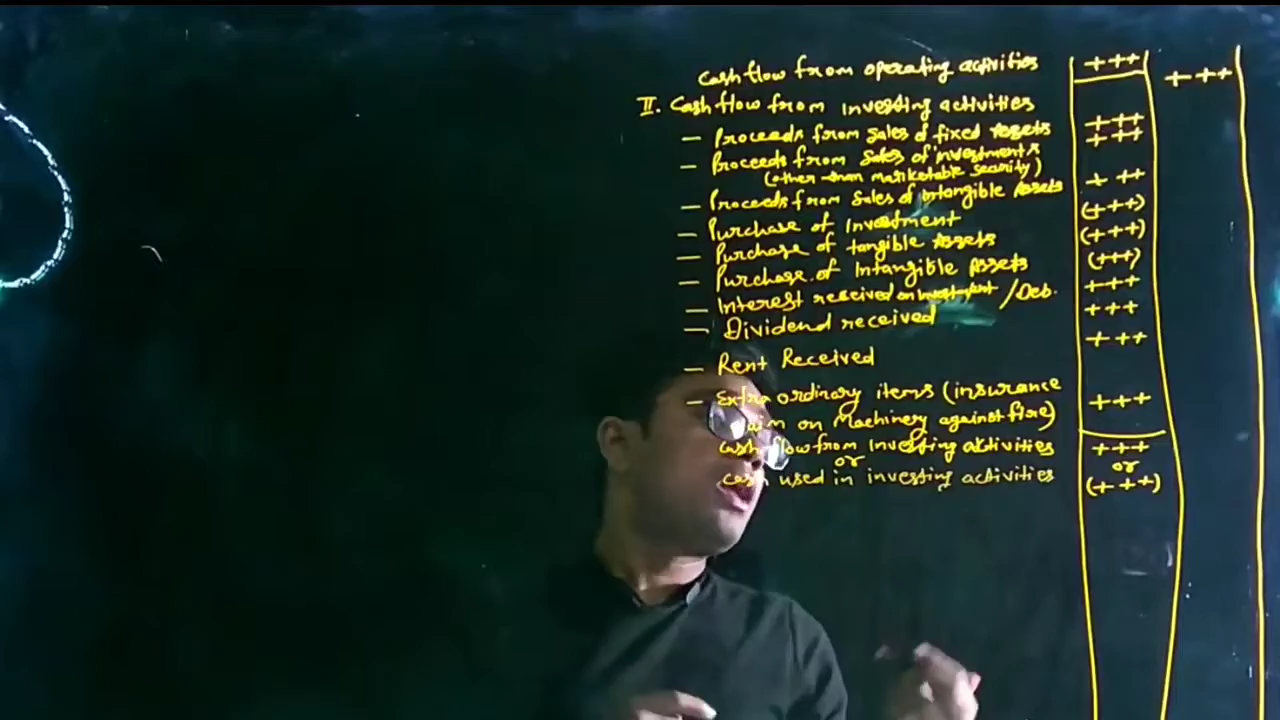 Cash flow from operating activities +++ +++
II. Cash flow from investing activities
- Proceeds from sales of fixed Assets +++
- Proceeds from sales of investments +++
(other than marketable security)
- Proceeds from sales of intangible Assets + ++
- Purchase of Investment (+++)
- Purchase of tangible Assets (+++)
- Purchase of Intangible Assets (+++)
- Interest received on Investment / Deb. +++
- Dividend received +++
- Rent Received +++
- Extra ordinary items (insurance
aim on Machinery against fire) +++
Cash flow from investing activities +++
or or
Cash used in investing activities (+++)